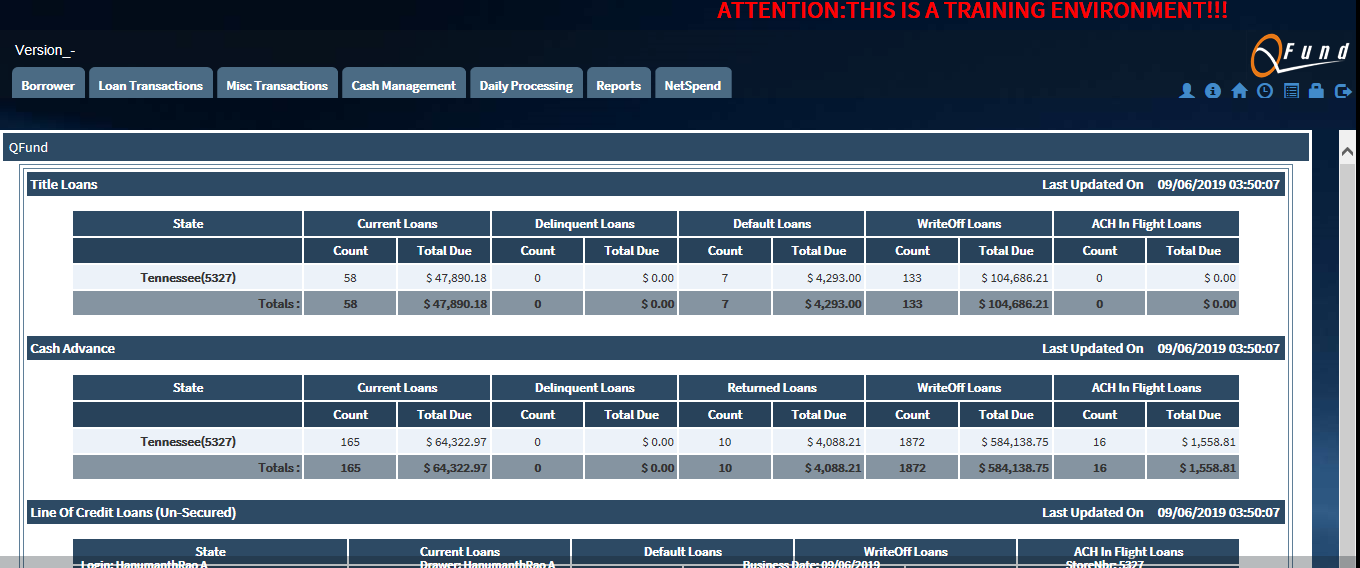 ATTENTION:THIS IS A TRAINING ENVIRONMENT!!!
Version_-
QFund
Borrower Loan Transactions Misc Transactions Cash Management Daily Processing Reports NetSpend
QFund
Title Loans Last Updated On 09/06/2019 03:50:07
State Current Loans Delinquent Loans Default Loans WriteOff Loans ACH In Flight Loans
Count Total Due Count Total Due Count Total Due Count Total Due Count Total Due
Tennessee(5327) 58 $ 47,890.18 0 $ 0.00 7 $ 4,293.00 133 $ 104,686.21 0 $ 0.00
Totals : 58 $ 47,890.18 0 $ 0.00 7 $ 4,293.00 133 $ 104,686.21 0 $ 0.00
Cash Advance Last Updated On 09/06/2019 03:50:07
State Current Loans Delinquent Loans Returned Loans WriteOff Loans ACH In Flight Loans
Count Total Due Count Total Due Count Total Due Count Total Due Count Total Due
Tennessee(5327) 165 $ 64,322.97 0 $ 0.00 10 $ 4,088.21 1872 $ 584,138.75 16 $ 1,558.81
Totals : 165 $ 64,322.97 0 $ 0.00 10 $ 4,088.21 1872 $ 584,138.75 16 $ 1,558.81
Line Of Credit Loans (Un-Secured) Last Updated On 09/06/2019 03:50:07
State Current Loans Default Loans WriteOff Loans ACH In Flight Loans
Login: HanumanthRao A Drawer: HanumanthRao A Business Date: 09/06/2019 StoreNbr: 5327